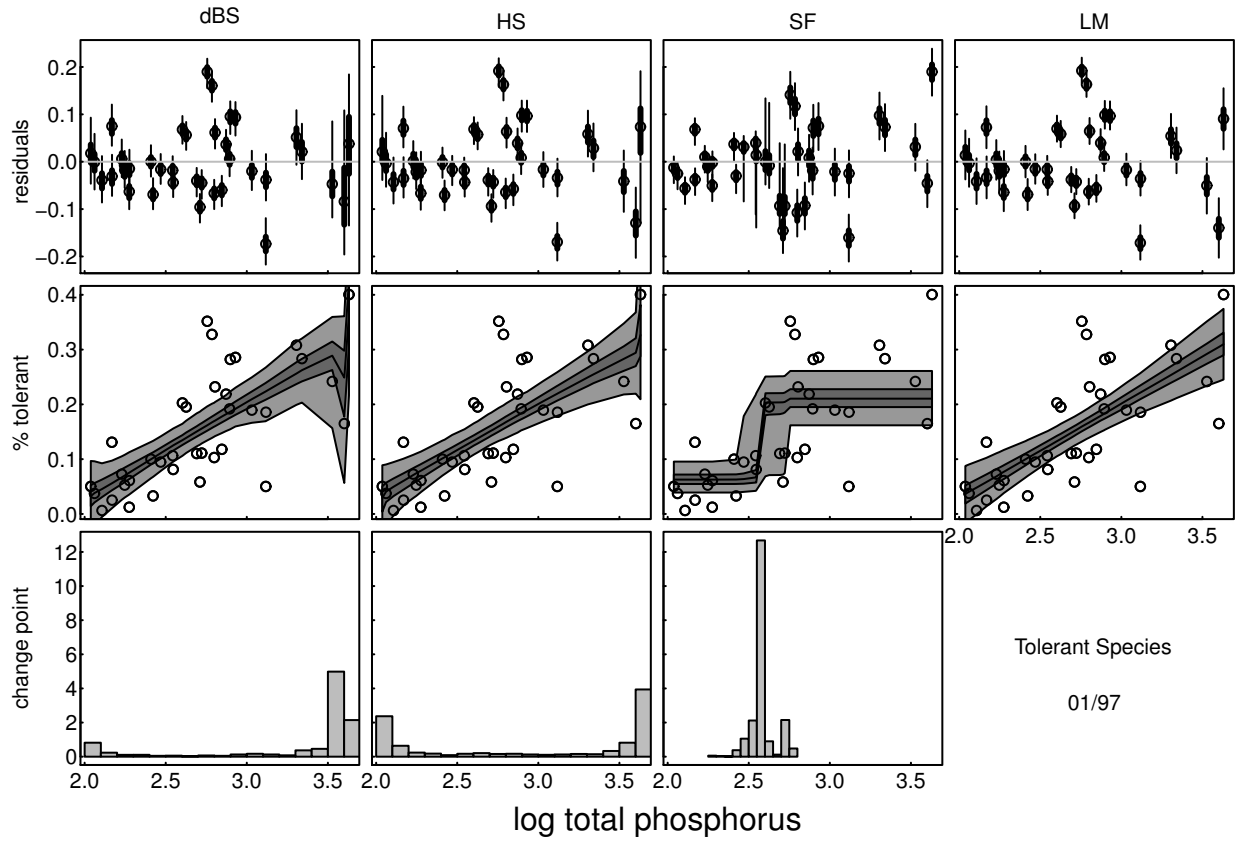 dBS HS SF LM
residuals
0.2
0.1
0.0
−0.1
−0.2
% tolerant
0.4
0.3
0.2
0.1
0.0
2.0 2.5 3.0 3.5
change point
12
10
8
6
4
2
0
Tolerant Species
01/97
2.0 2.5 3.0 3.5 2.0 2.5 3.0 3.5 2.0 2.5 3.0 3.5
log total phosphorus